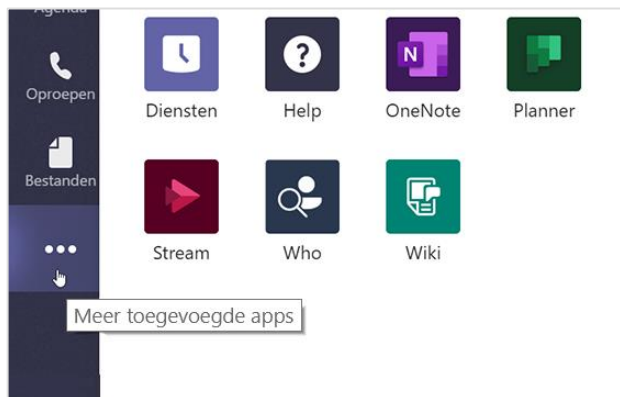 Agenda
Oproepen
Bestanden
Diensten
Help
N
OneNote
Planner
Stream
Who
Wiki
Meer toegevoegde apps